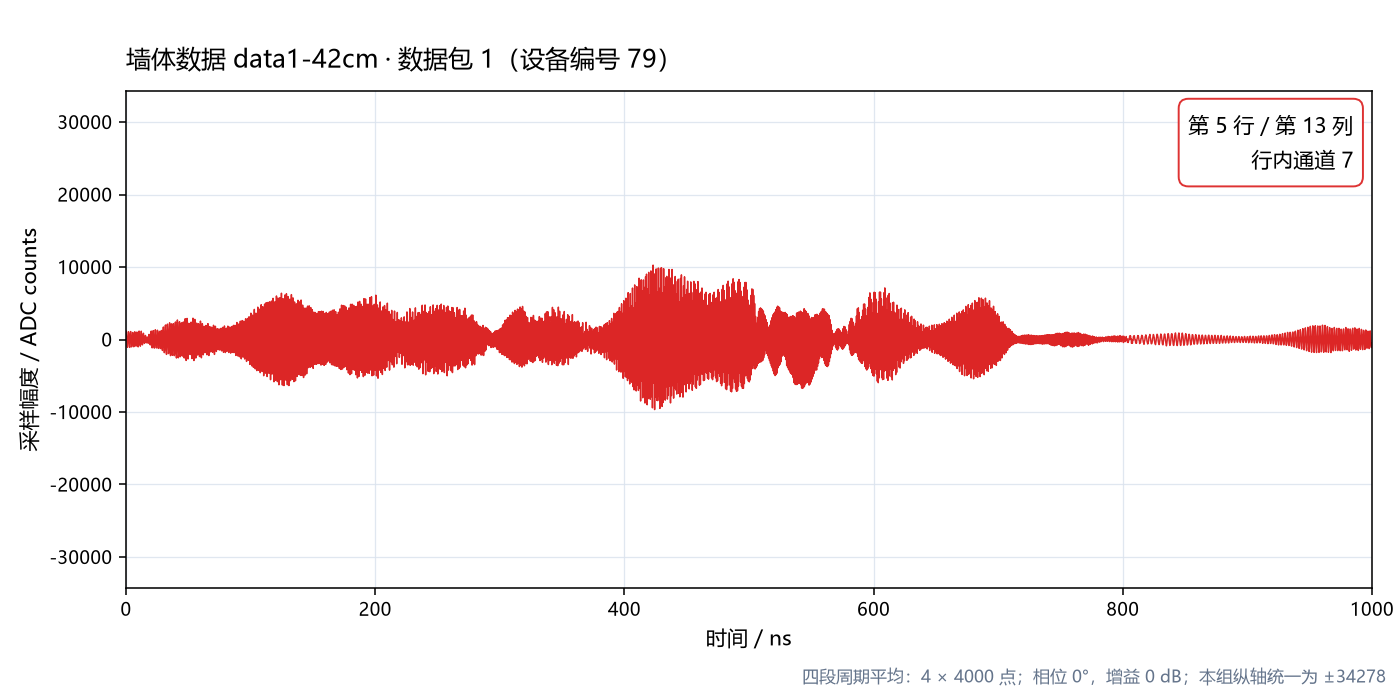 墙体数据 data1-42cm · 数据包 1（设备编号 79）
第 5 行 / 第 13 列
行内通道 7
采样幅度 / ADC counts
30000
20000
10000
0
-10000
-20000
-30000
0 200 400 600 800 1000
时间 / ns
四段周期平均：4 × 4000 点；相位 0°，增益 0 dB；本组纵轴统一为 ±34278